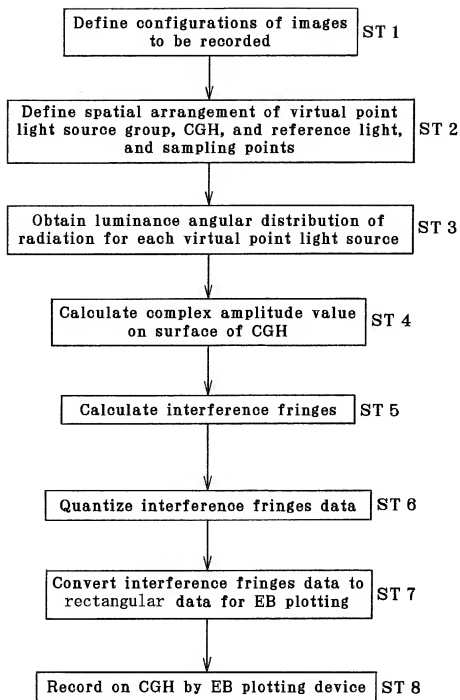 Define configurations of images
to be recorded
ST 1
Define spatial arrangement of virtual point
light source group, CGH, and reference light,
and sampling points
ST 2
Obtain luminance angular distribution of
radiation for each virtual point light source
ST 3
Calculate complex amplitude value
on surface of CGH
ST 4
Calculate interference fringes
ST 5
Quantize interference fringes data
ST 6
Convert interference fringes data to
rectangular data for EB plotting
ST 7
Record on CGH by EB plotting device
ST 8